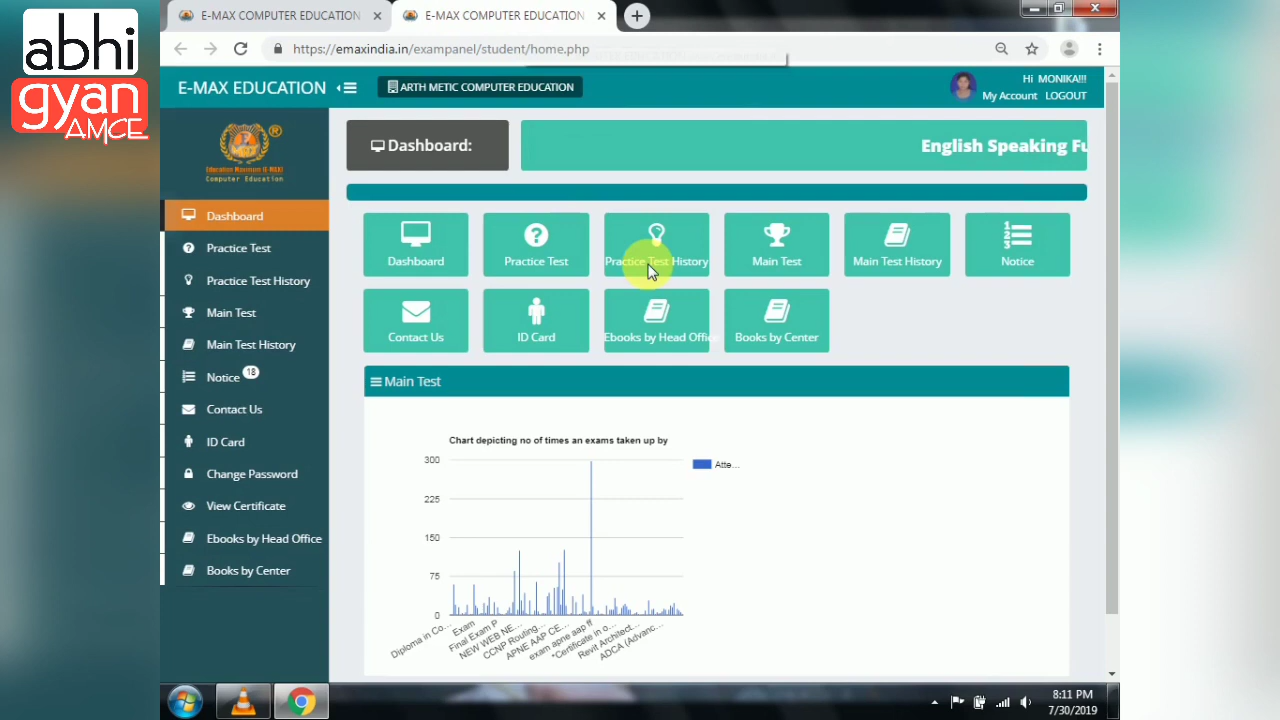 abhi
gyan
AMCE
E-MAX COMPUTER EDUCATION
E-MAX COMPUTER EDUCATION
https://emaxindia.in/exampanel/student/home.php
E-MAX EDUCATION
ARTH METIC COMPUTER EDUCATION
Hi MONIKA!!!
My Account LOGOUT
Education Maximum (E-MAX)
Computer Education
Dashboard:
English Speaking Fu
Dashboard
Practice Test
Practice Test History
Main Test
Main Test History
Notice 18
Contact Us
ID Card
Change Password
View Certificate
Ebooks by Head Office
Books by Center
Dashboard
Practice Test
Practice Test History
Main Test
Main Test History
1
2
3
Notice
Contact Us
ID Card
Ebooks by Head Offic
Books by Center
Main Test
Chart depicting no of times an exams taken up by
300
225
150
75
0
Atte...
Diploma in Co...
Exam
Final Exam P
NEW WEB NE...
CCNP Routing...
APNE AAP CE...
exam apne aap ff
*Certificate in o...
Revit Architect...
ADCA (Advanc...
8:11 PM
7/30/2019